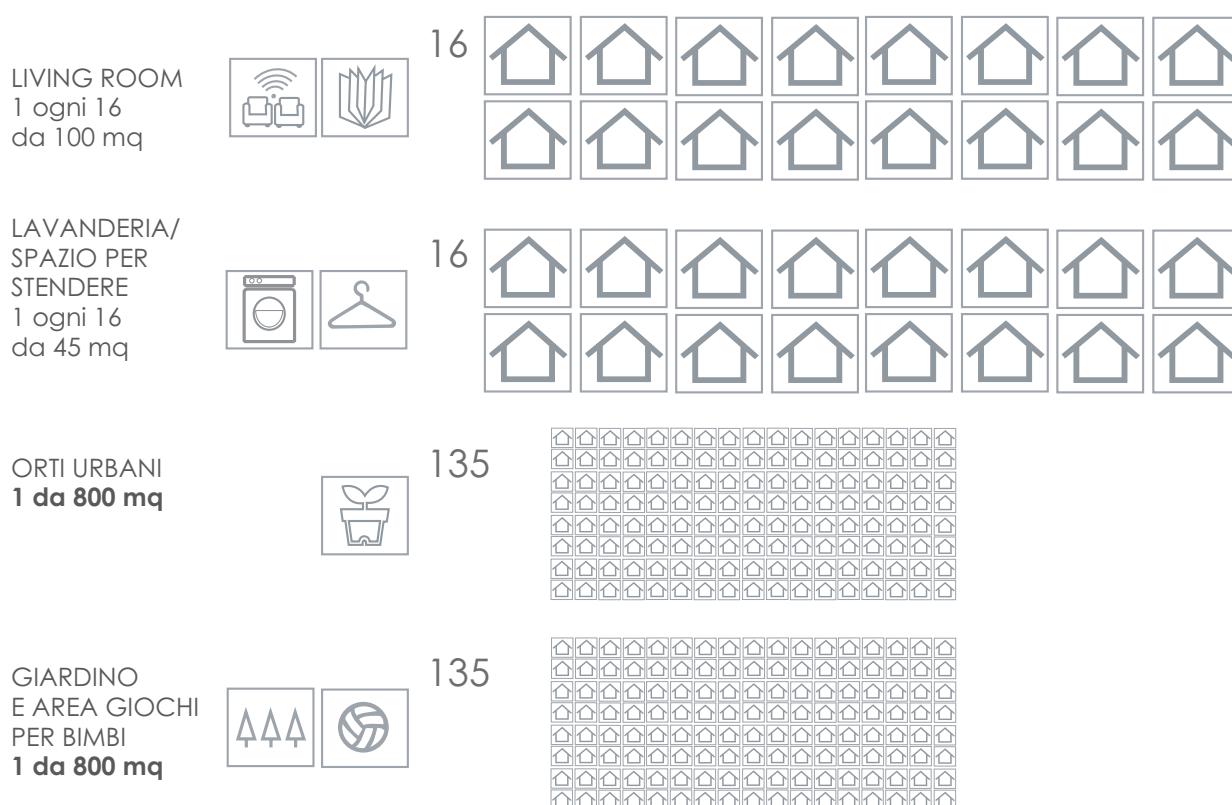 LIVING ROOM
1 ogni 16
da 100 mq
16
LAVANDERIA/
SPAZIO PER
STENDERE
1 ogni 16
da 45 mq
16
ORTI URBANI
1 da 800 mq
135
GIARDINO
E AREA GIOCHI
PER BIMBI
1 da 800 mq
135